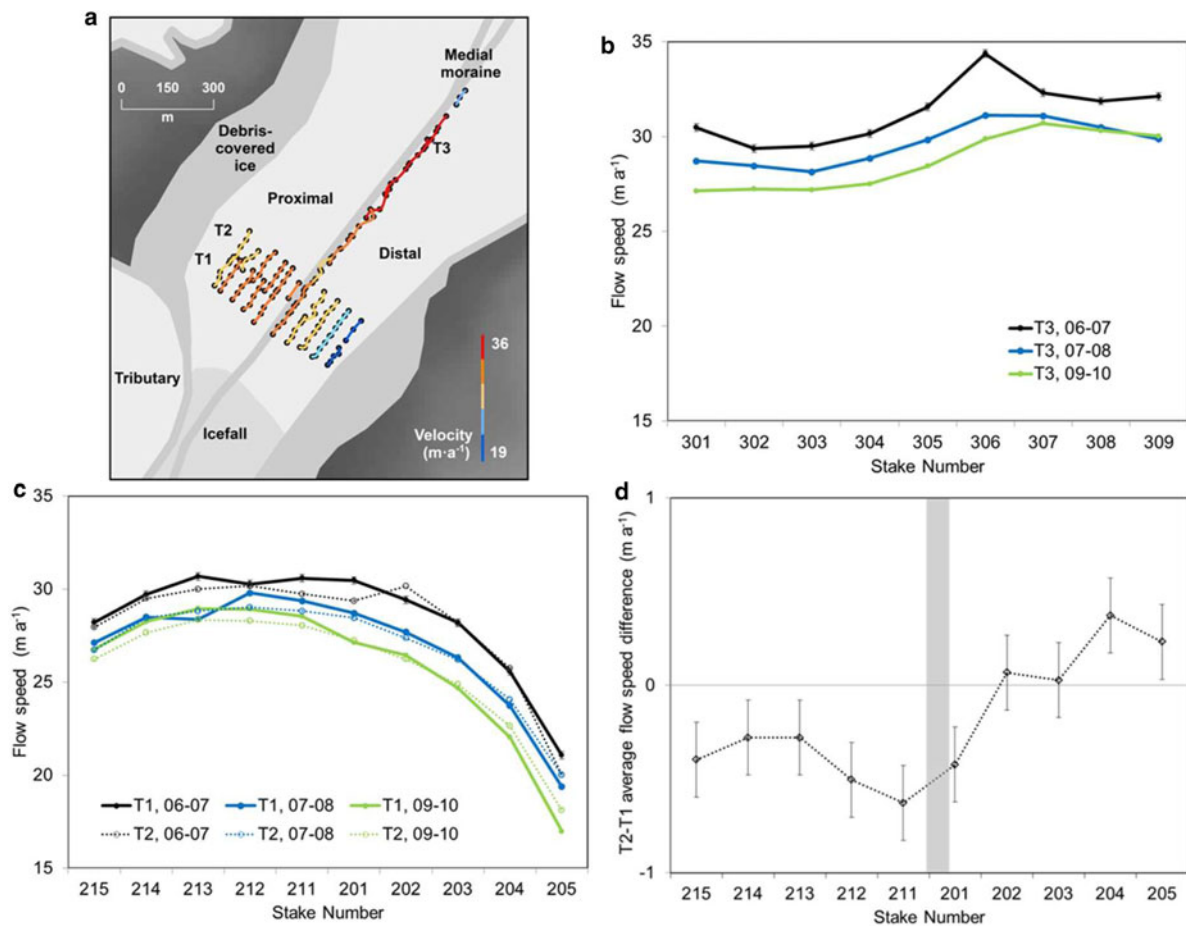 a
0 150 300
m
Medial
moraine
Debris-
covered
ice
T3
Proximal
T2
T1
Distal
Tributary
Icefall
36
Velocity
(m·a⁻¹)
19
b
35
30
25
20
15
Flow speed (m a⁻¹)
T3, 06-07
T3, 07-08
T3, 09-10
301 302 303 304 305 306 307 308 309
Stake Number
c
35
30
25
20
15
Flow speed (m a⁻¹)
T1, 06-07 T1, 07-08 T1, 09-10
T2, 06-07 T2, 07-08 T2, 09-10
215 214 213 212 211 201 202 203 204 205
Stake Number
d
1
0
-1
T2-T1 average flow speed difference (m a⁻¹)
215 214 213 212 211 201 202 203 204 205
Stake Number